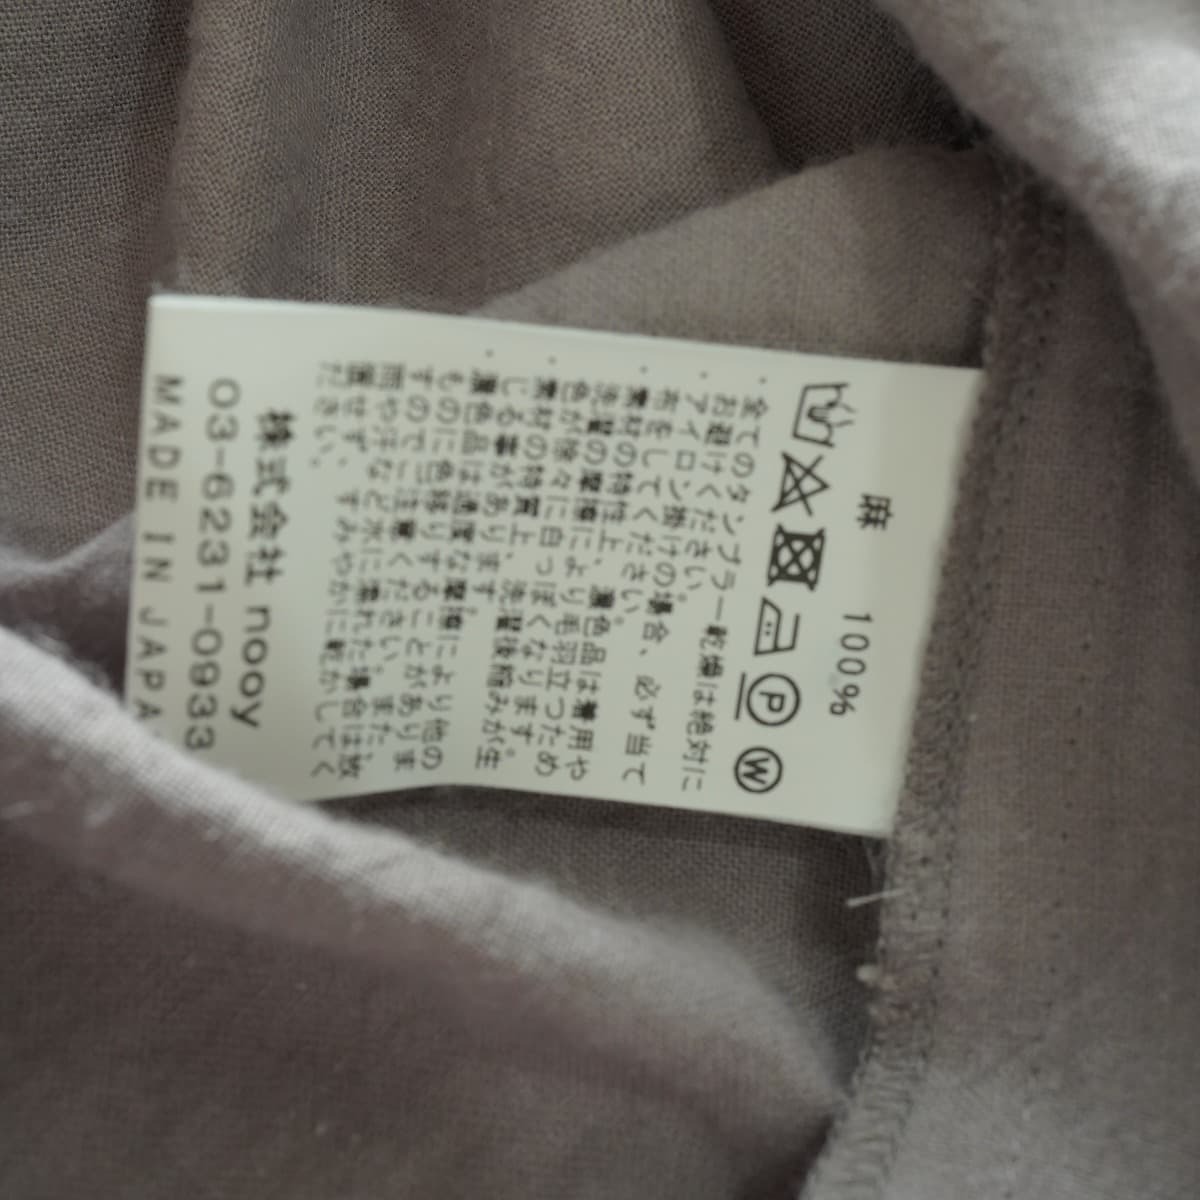 麻 100%
・全てのタンブラー乾燥は絶対に
お避けください。
・アイロン掛けの場合、必ず当て
布をしてください。
・素材の特性上、濃色品は着用や
洗濯の摩擦により毛羽立つため
色が徐々に白っぽくなります。
・素材の特質上、洗濯後縮みが生
じる事があります。
・濃色品は過度な摩擦により他の
ものに色移りすることがありま
すのでご注意ください。また、
雨や汗など水に濡れた場合は放
置せず、すみやかに乾かしてく
ださい。
株式会社 nooy
03-6231-0933
MADE IN JAPA